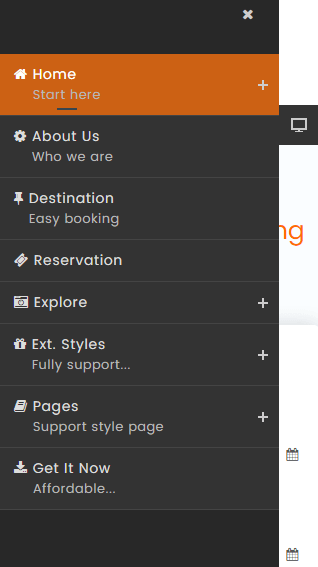 Home
Start here
About Us
Who we are
Destination
Easy booking
Reservation
Explore
Ext. Styles
Fully support...
Pages
Support style page
Get It Now
Affordable...
ng